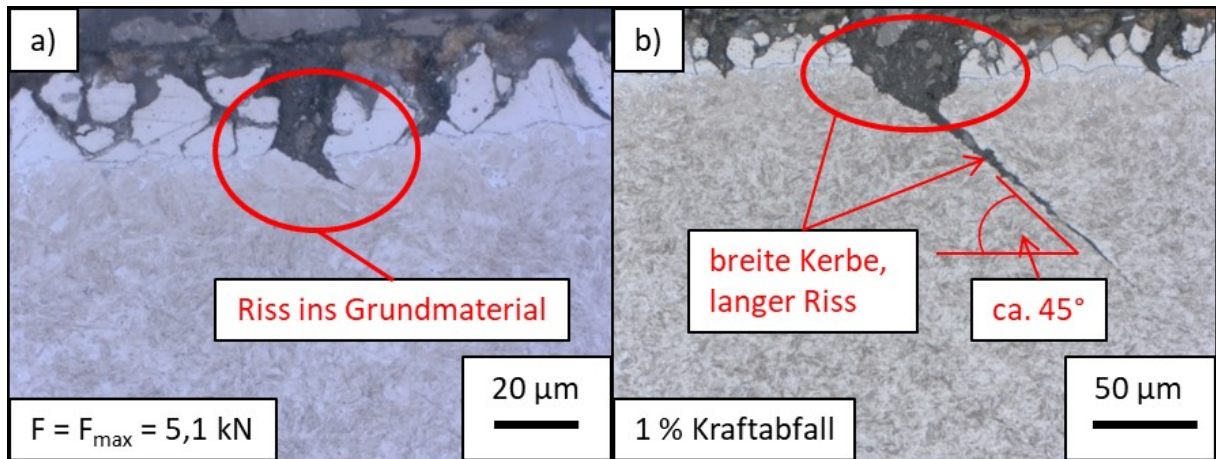 a)
Riss ins Grundmaterial
20 µm
F = Fmax = 5,1 kN
b)
breite Kerbe,
langer Riss
ca. 45°
50 µm
1 % Kraftabfall